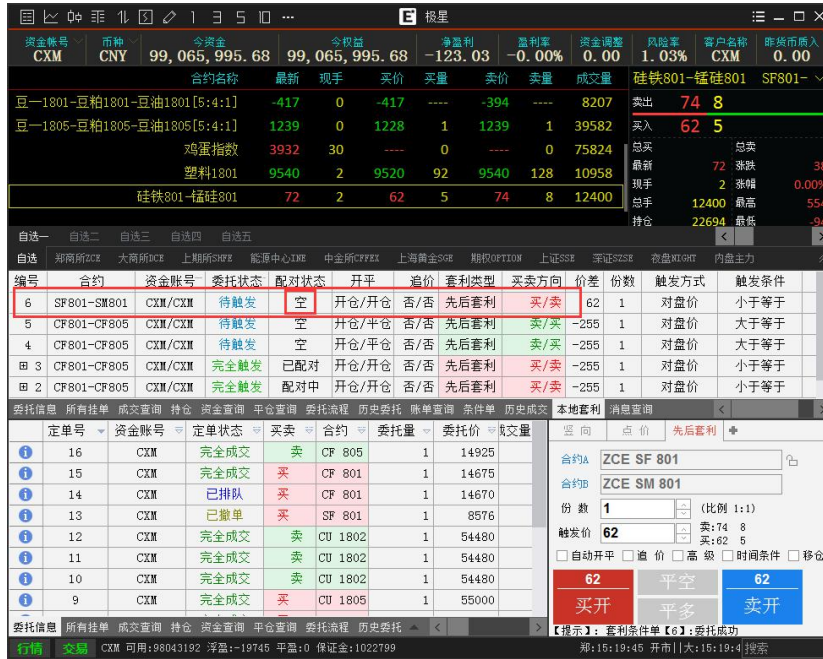 1 ヨ 5 10 ··· E 极星
资金帐号 币种 今资金 今权益 净盈利 盈利率 资金调整 风险率 客户名称 昨货币质入
CXM CNY 99,065,995.68 99,065,995.68 -123.03 -0.00% 0.00 1.03% CXM 0.00
合约名称 最新 现手 买价 买量 卖价 卖量 成交量 硅铁801-锰硅801 SF801-
豆一1801-豆粕1801-豆油1801[5:4:1] -417 0 -417 ---- -394 ---- 8207 卖出 74 8
豆一1805-豆粕1805-豆油1805[5:4:1] 1239 0 1228 1 1239 1 39582 买入 62 5
鸡蛋指数 3932 30 ---- 0 ---- 0 75824 总买 总卖
塑料1801 9540 2 9520 92 9540 128 10958 最新 72 涨跌 38
硅铁801-锰硅801 72 2 62 5 74 8 12400 现手 2 涨幅 0.00%
总手 12400 最高 554
持仓 22694 最低 -94
自选一 自选二 自选三 自选四 自选五
自选 郑商所ZCE 大商所DCE 上期所SHFE 能源中心INE 中金所CFFEX 上海黄金SGE 期权OPTION 上证SSE 深证SZSE 夜盘NIGHT 内盘主力
编号 合约 资金账号 委托状态 配对状态 开平 追价 套利类型 买卖方向 价差 份数 触发方式 触发条件
6 SF801-SM801 CXM/CXM 待触发 空 开仓/开仓 否/否 先后套利 买/卖 62 1 对盘价 小于等于
5 CF801-CF805 CXM/CXM 待触发 空 开仓/平仓 否/否 先后套利 卖/买 -255 1 对盘价 大于等于
4 CF801-CF805 CXM/CXM 待触发 空 开仓/平仓 否/否 先后套利 卖/买 -255 1 对盘价 大于等于
3 CF801-CF805 CXM/CXM 完全触发 已配对 开仓/开仓 否/否 先后套利 买/卖 -255 1 对盘价 小于等于
2 CF801-CF805 CXM/CXM 完全触发 配对中 开仓/开仓 否/否 先后套利 买/卖 -255 1 对盘价 小于等于
委托信息 所有挂单 成交查询 持仓 资金查询 平仓查询 委托流程 历史委托 账单查询 条件单 历史成交 本地套利 消息查询
定单号 资金账号 定单状态 买卖 合约 委托量 委托价 成交量
16 CXM 完全成交 卖 CF 805 1 14925
15 CXM 完全成交 买 CF 801 1 14675
14 CXM 已排队 买 CF 801 1 14670
13 CXM 已撤单 买 SF 801 1 8576
12 CXM 完全成交 卖 CU 1802 1 54480
11 CXM 完全成交 卖 CU 1802 1 54480
10 CXM 完全成交 卖 CU 1802 1 54480
9 CXM 完全成交 买 CU 1805 1 55000
竖向 点价 先后套利
合约A ZCE SF 801
合约B ZCE SM 801
份数 1 (比例 1:1)
触发价 62 卖:74 8
买:62 5
自动开平 追价 高级 时间条件 移仓
62 平空 62
买开 平多 卖开
【提示】: 套利条件单【6】:委托成功
委托信息 所有挂单 成交查询 持仓 资金查询 平仓查询 委托流程 历史委托
行情 交易 CXM 可用:98043192 浮盈:-19745 平盈:0 保证金:1022799 郑:15:19:45 开市||大:15:19:4 搜索